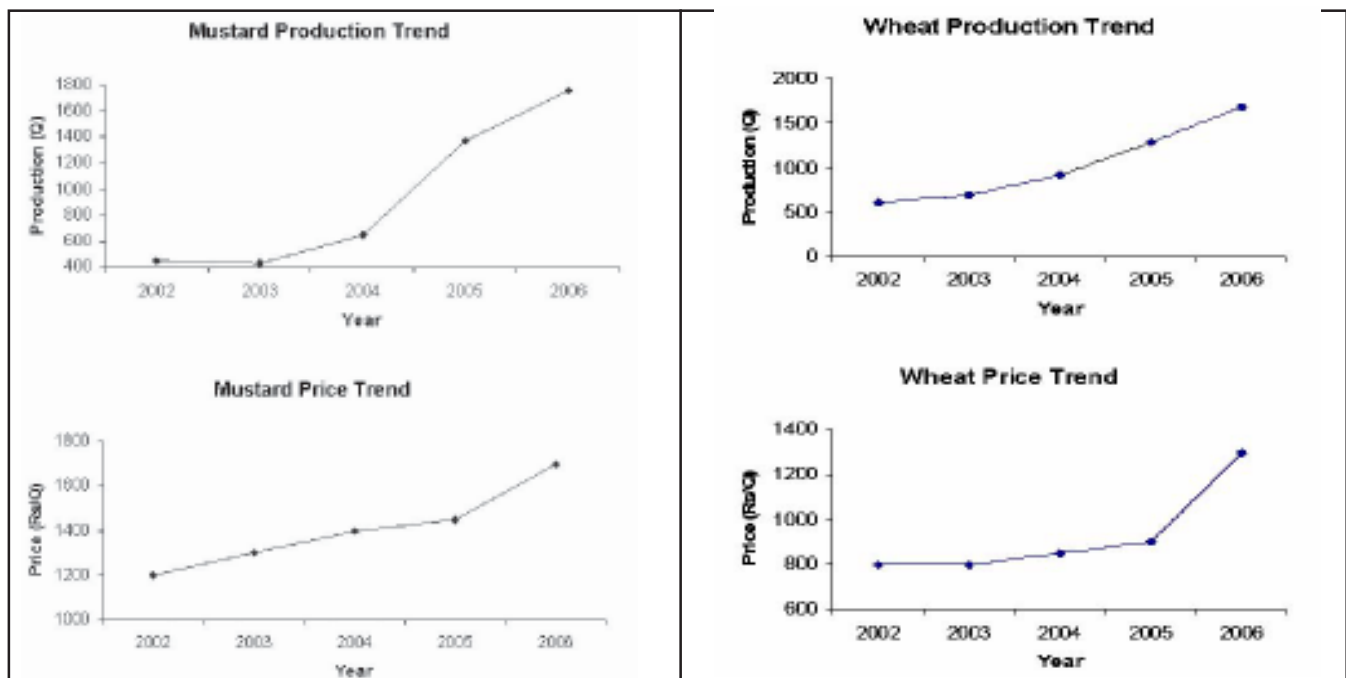 Mustard Production Trend
Production (Q)
1800
1600
1400
1200
1000
800
600
400
2002 2003 2004 2005 2006
Year
Wheat Production Trend
Production (Q)
2000
1500
1000
500
0
2002 2003 2004 2005 2006
Year
Mustard Price Trend
Price (Rs/Q)
1800
1600
1400
1200
1000
2002 2003 2004 2005 2006
Year
Wheat Price Trend
Price (Rs/Q)
1400
1200
1000
800
600
2002 2003 2004 2005 2006
Year